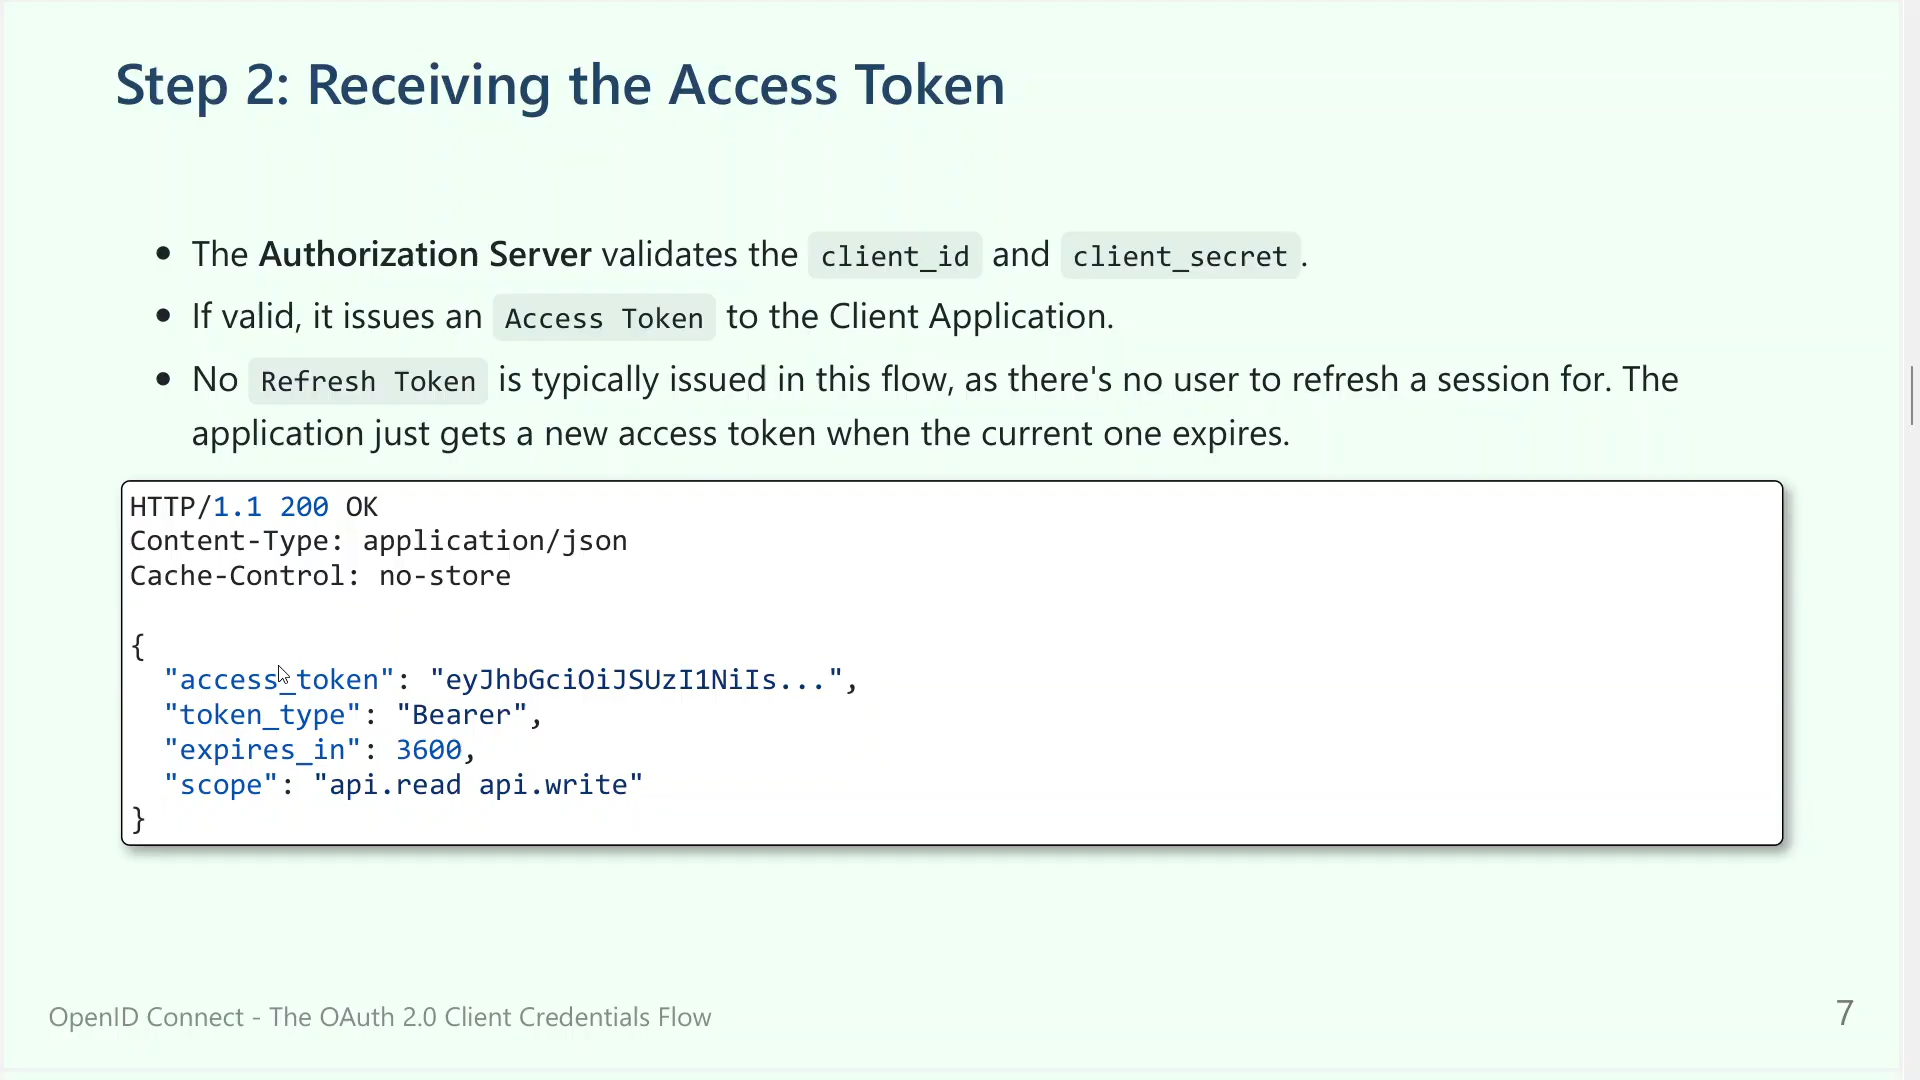 Step 2: Receiving the Access Token
The Authorization Server validates the client_id and client_secret.
If valid, it issues an Access Token to the Client Application.
No Refresh Token is typically issued in this flow, as there's no user to refresh a session for. The
application just gets a new access token when the current one expires.
HTTP/1.1 200 OK
Content-Type: application/json
Cache-Control: no-store
{
"access_token": "eyJhbGciOiJSUzI1NiIs...",
"token_type": "Bearer",
"expires_in": 3600,
"scope": "api.read api.write"
}
OpenID Connect - The OAuth 2.0 Client Credentials Flow
7